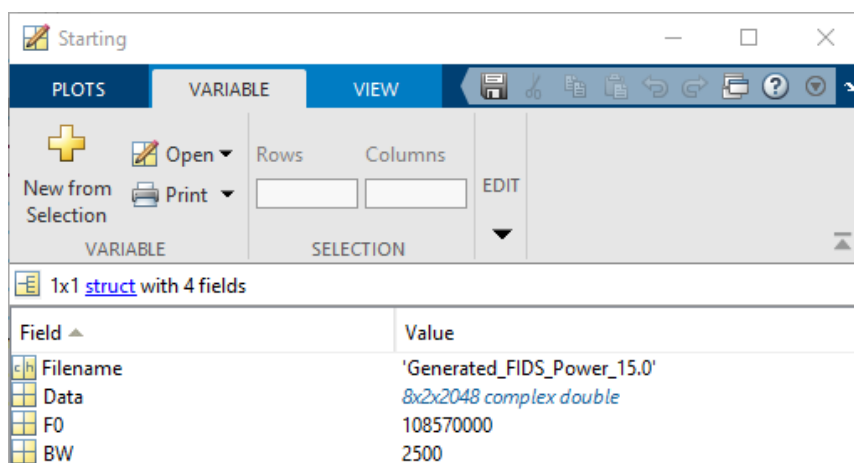 Starting
PLOTS VARIABLE VIEW
New from Selection
Open
Print
Rows Columns
EDIT
VARIABLE SELECTION
1x1 struct with 4 fields
Field Value
Filename 'Generated_FIDS_Power_15.0'
Data 8x2x2048 complex double
F0 108570000
BW 2500